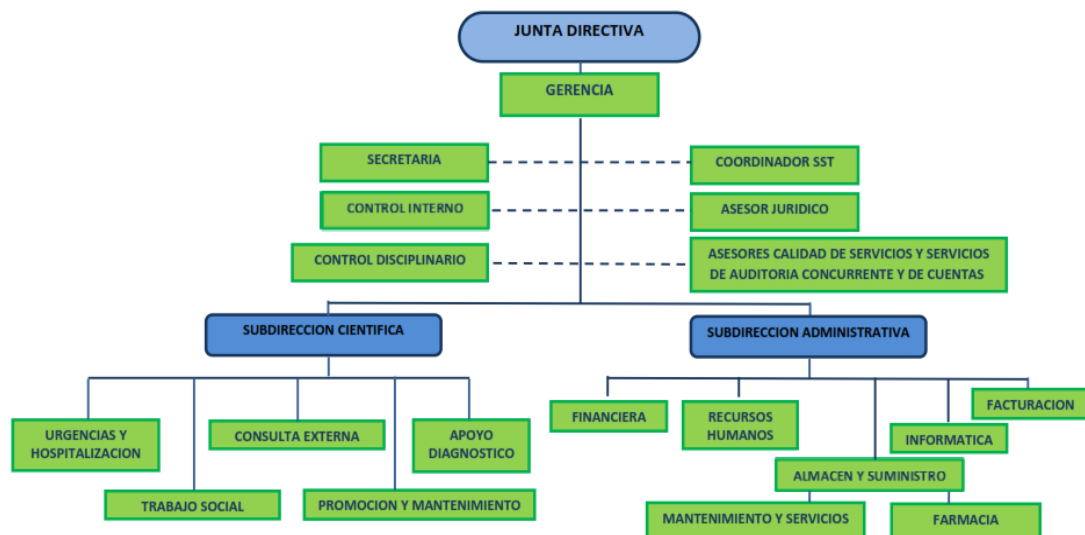 JUNTA DIRECTIVA
GERENCIA
SECRETARIA
COORDINADOR SST
CONTROL INTERNO
ASESOR JURIDICO
CONTROL DISCIPLINARIO
ASESORES CALIDAD DE SERVICIOS Y SERVICIOS
DE AUDITORIA CONCURRENTE Y DE CUENTAS
SUBDIRECCION CIENTIFICA
SUBDIRECCION ADMINISTRATIVA
URGENCIAS Y
HOSPITALIZACION
CONSULTA EXTERNA
APOYO
DIAGNOSTICO
TRABAJO SOCIAL
PROMOCION Y MANTENIMIENTO
FINANCIERA
RECURSOS
HUMANOS
FACTURACION
INFORMATICA
ALMACEN Y SUMINISTRO
MANTENIMIENTO Y SERVICIOS
FARMACIA